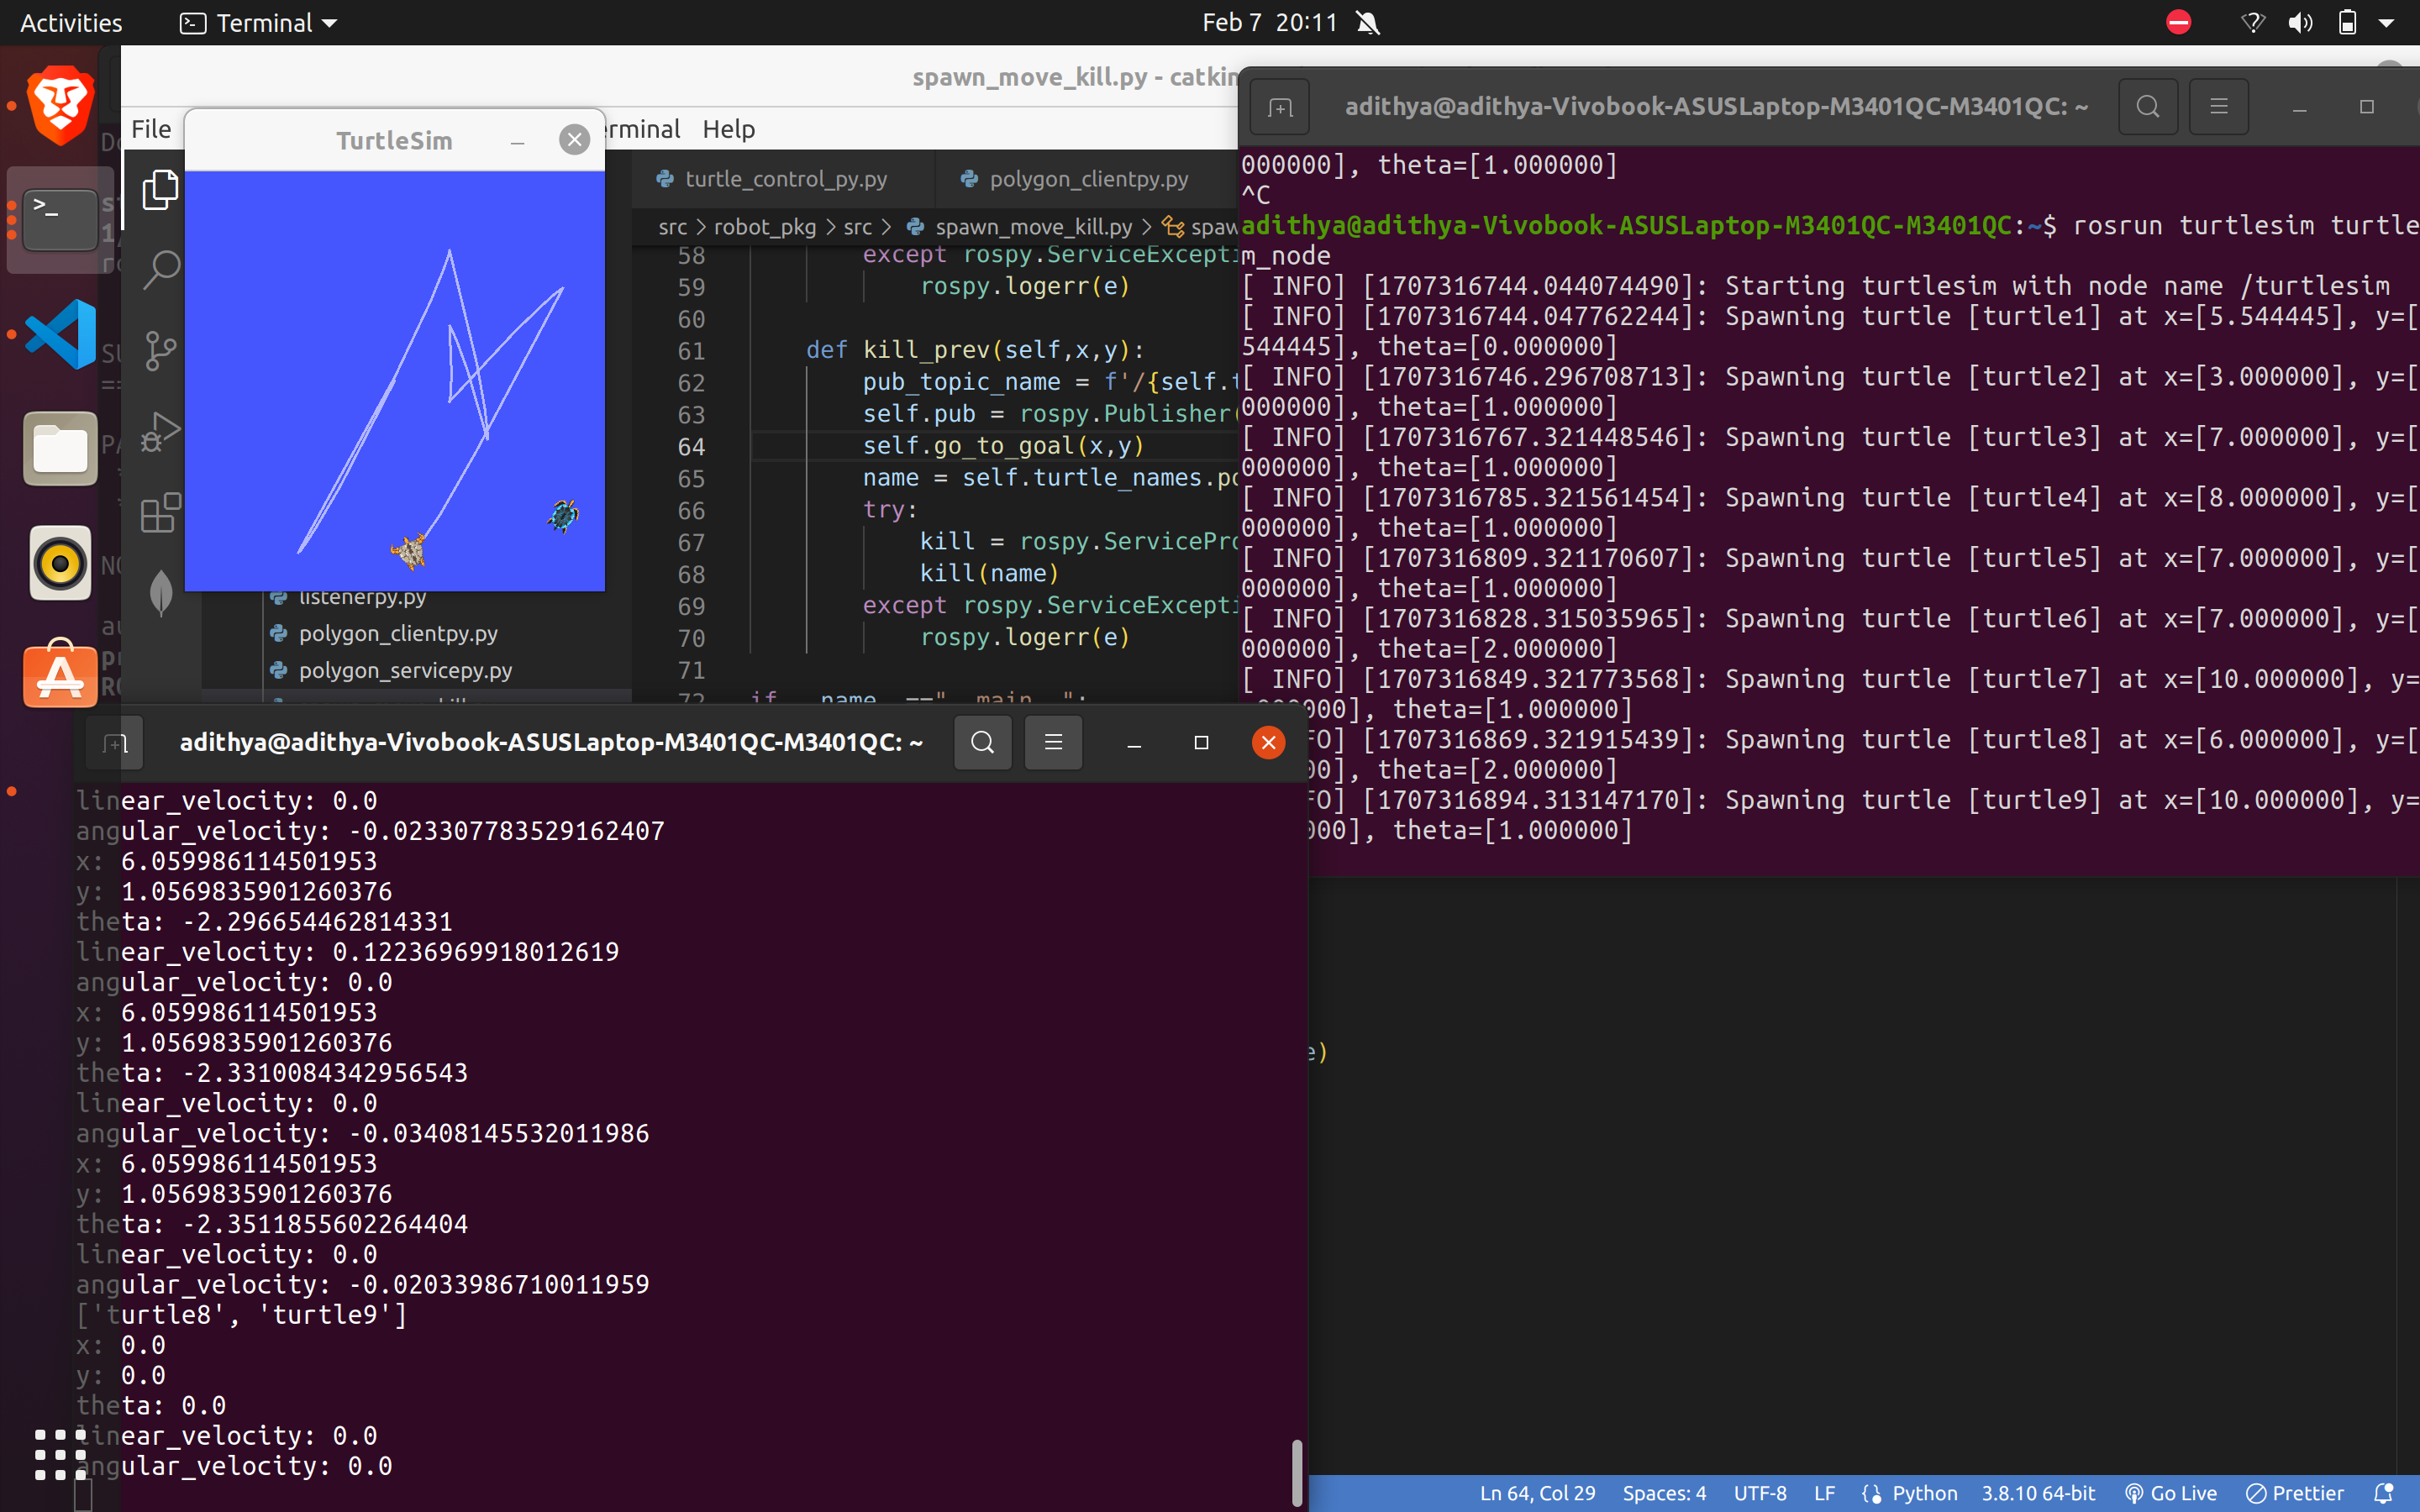 Activities
Terminal
Feb 7 20:11
spawn_move_kill.py - catkin
File
erminal
Help
TurtleSim
turtle_control_py.py
polygon_clientpy.py
src > robot_pkg > src > spawn_move_kill.py > spaw
58 except rospy.ServiceExcepti
59 rospy.logerr(e)
60
61 def kill_prev(self,x,y):
62 pub_topic_name = f'/{self.t
63 self.pub = rospy.Publisher(
64 self.go_to_goal(x,y)
65 name = self.turtle_names.po
66 try:
67 kill = rospy.ServicePro
68 kill(name)
69 except rospy.ServiceExcepti
70 rospy.logerr(e)
71
72 if __name__=="__main__":
listenerpy.py
polygon_clientpy.py
polygon_servicepy.py
adithya@adithya-Vivobook-ASUSLaptop-M3401QC-M3401QC: ~
000000], theta=[1.000000]
^C
adithya@adithya-Vivobook-ASUSLaptop-M3401QC-M3401QC:~$ rosrun turtlesim turtle
m_node
[ INFO] [1707316744.044074490]: Starting turtlesim with node name /turtlesim
[ INFO] [1707316744.047762244]: Spawning turtle [turtle1] at x=[5.544445], y=[
544445], theta=[0.000000]
[ INFO] [1707316746.296708713]: Spawning turtle [turtle2] at x=[3.000000], y=[
000000], theta=[1.000000]
[ INFO] [1707316767.321448546]: Spawning turtle [turtle3] at x=[7.000000], y=[
000000], theta=[1.000000]
[ INFO] [1707316785.321561454]: Spawning turtle [turtle4] at x=[8.000000], y=[
000000], theta=[1.000000]
[ INFO] [1707316809.321170607]: Spawning turtle [turtle5] at x=[7.000000], y=[
000000], theta=[1.000000]
[ INFO] [1707316828.315035965]: Spawning turtle [turtle6] at x=[7.000000], y=[
000000], theta=[2.000000]
[ INFO] [1707316849.321773568]: Spawning turtle [turtle7] at x=[10.000000], y=
000], theta=[1.000000]
FO] [1707316869.321915439]: Spawning turtle [turtle8] at x=[6.000000], y=[
00], theta=[2.000000]
FO] [1707316894.313147170]: Spawning turtle [turtle9] at x=[10.000000], y=
000], theta=[1.000000]
adithya@adithya-Vivobook-ASUSLaptop-M3401QC-M3401QC: ~
linear_velocity: 0.0
angular_velocity: -0.023307783529162407
x: 6.059986114501953
y: 1.0569835901260376
theta: -2.296654462814331
linear_velocity: 0.12236969918012619
angular_velocity: 0.0
x: 6.059986114501953
y: 1.0569835901260376
theta: -2.3310084342956543
linear_velocity: 0.0
angular_velocity: -0.03408145532011986
x: 6.059986114501953
y: 1.0569835901260376
theta: -2.3511855602264404
linear_velocity: 0.0
angular_velocity: -0.02033986710011959
['turtle8', 'turtle9']
x: 0.0
y: 0.0
theta: 0.0
linear_velocity: 0.0
angular_velocity: 0.0
e)
Ln 64, Col 29 Spaces: 4 UTF-8 LF Python 3.8.10 64-bit Go Live Prettier